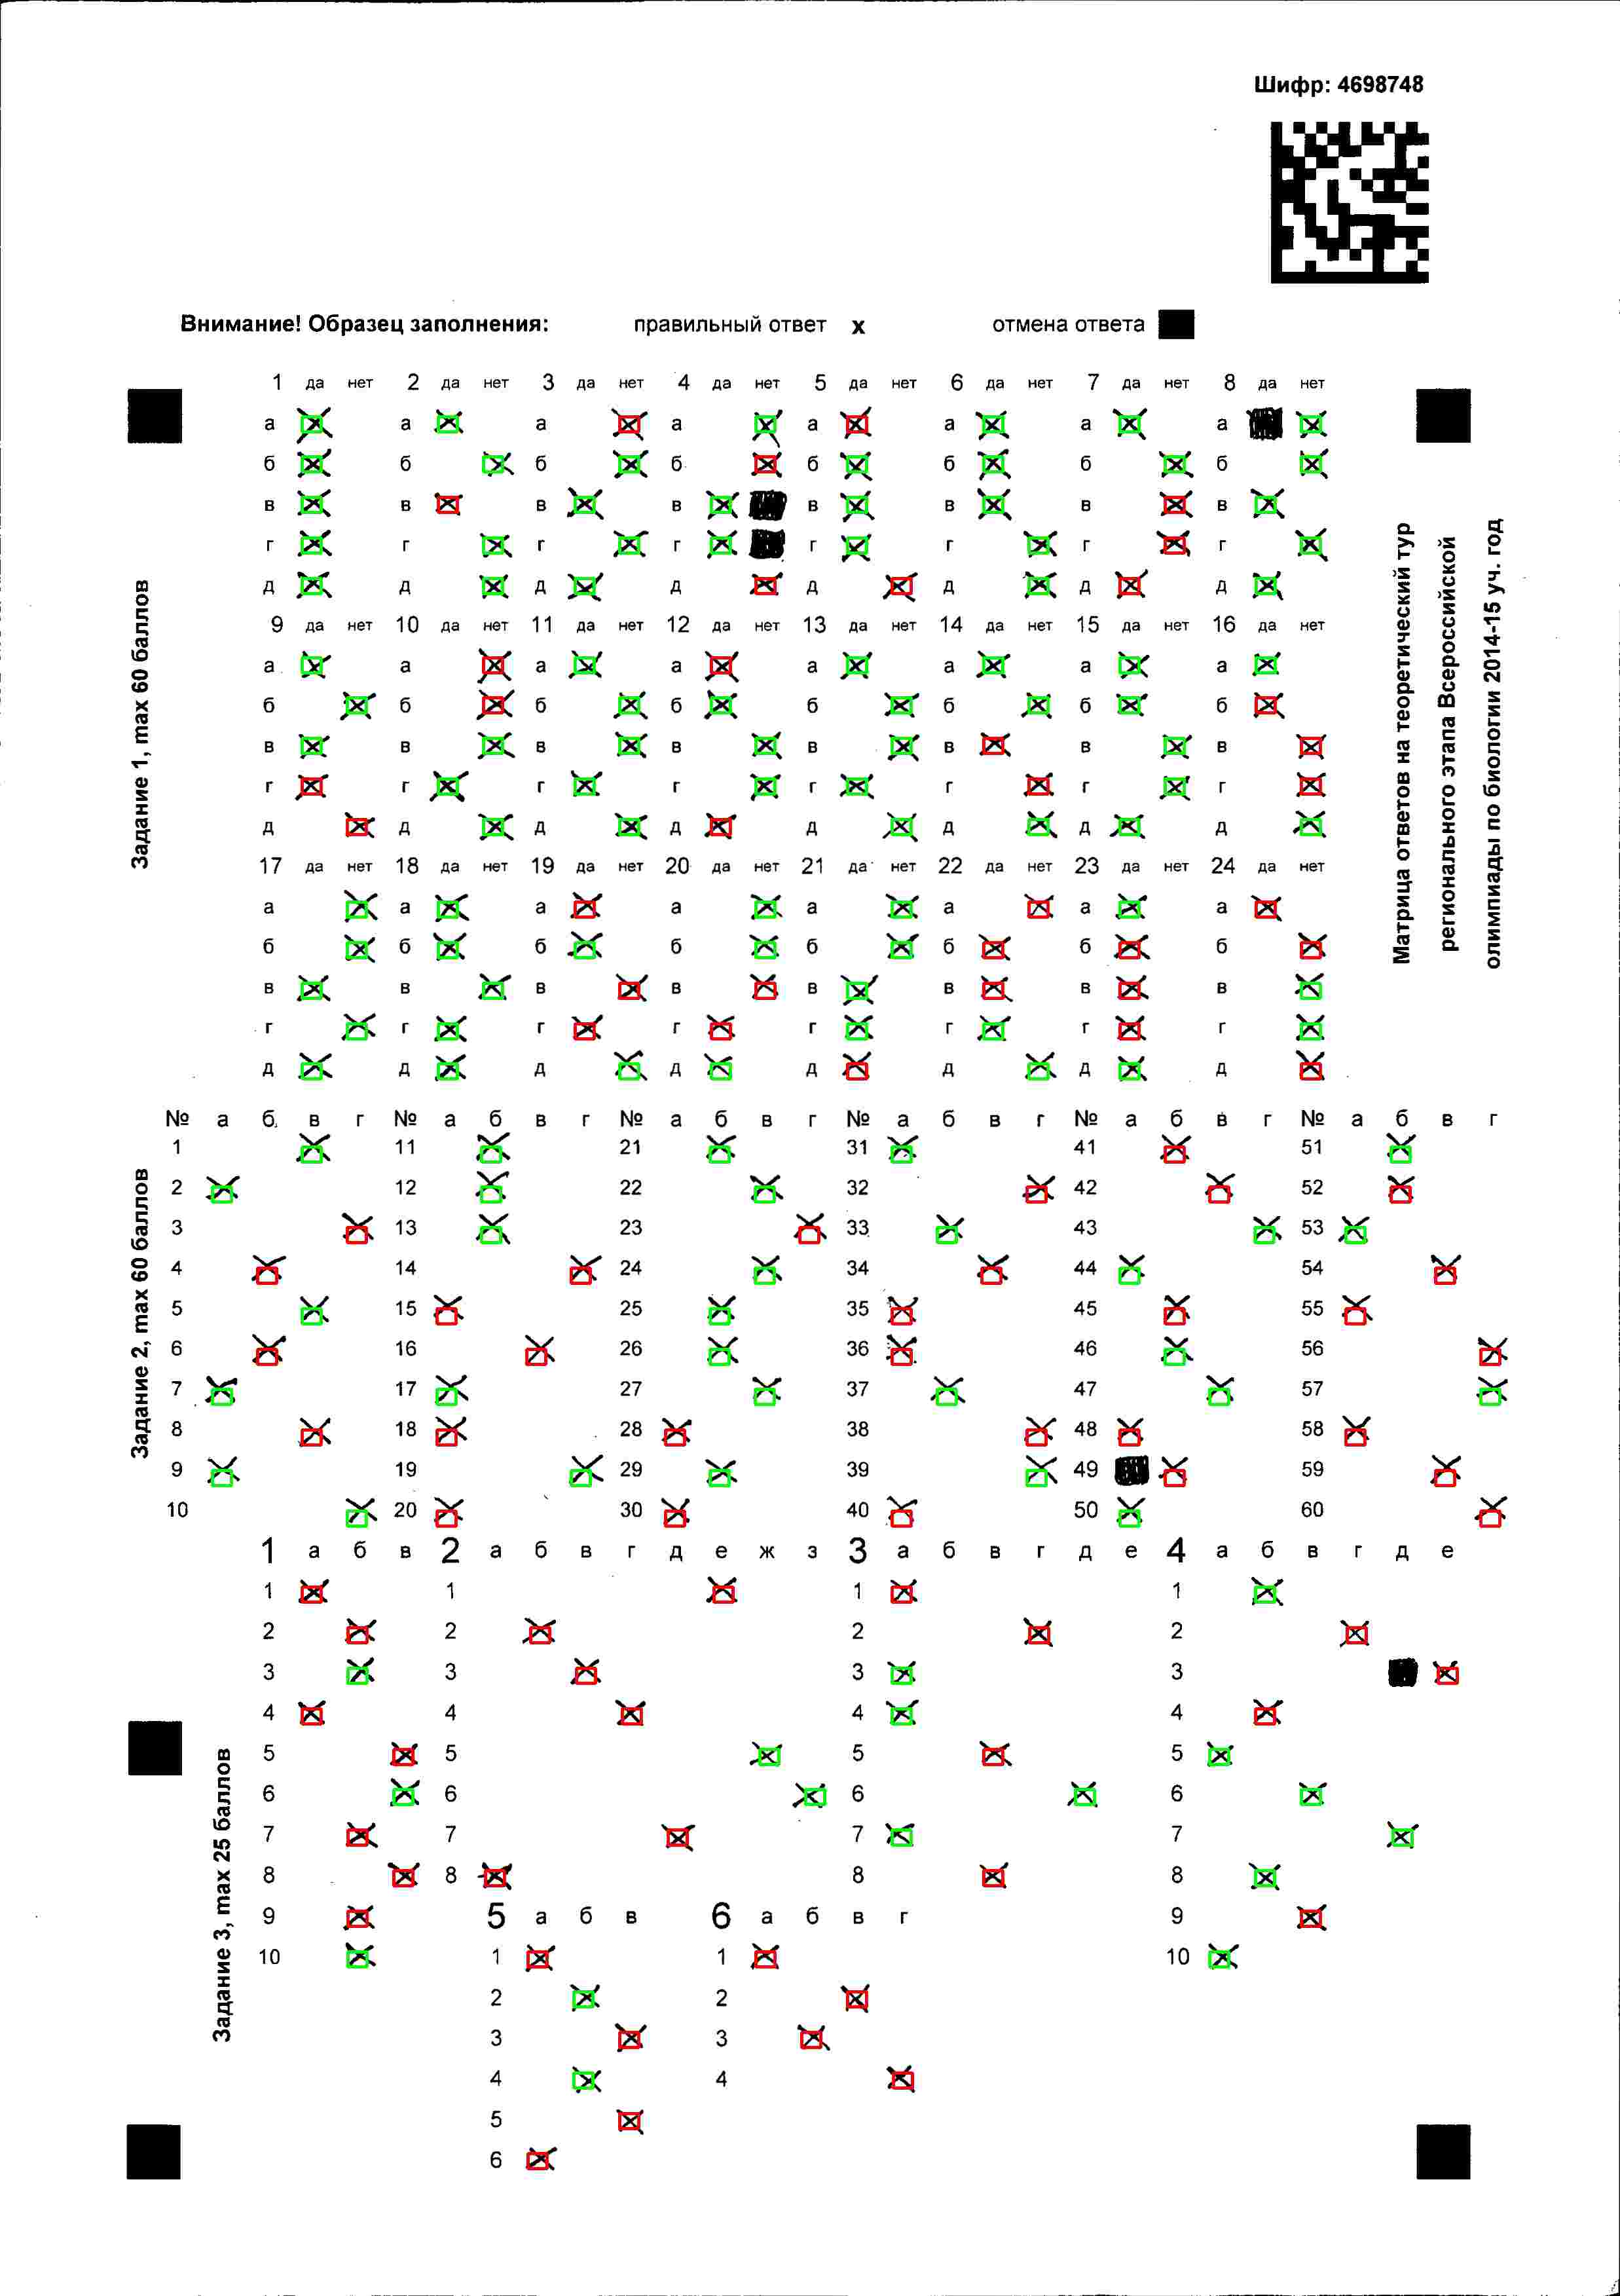 Шифр: 4698748
Внимание! Образец заполнения: правильный ответ х отмена ответа
Задание 1, max 60 баллов
1 да нет 2 да нет 3 да нет 4 да нет 5 да нет 6 да нет 7 да нет 8 да нет
а а а а а а а а
б б б б б б б б
в в в в в в в в
г г г г г г г г
д д д д д д д д
9 да нет 10 да нет 11 да нет 12 да нет 13 да нет 14 да нет 15 да нет 16 да нет
а а а а а а а а
б б б б б б б б
в в в в в в в в
г г г г г г г г
д д д д д д д д
17 да нет 18 да нет 19 да нет 20 да нет 21 да нет 22 да нет 23 да нет 24 да нет
а а а а а а а а
б б б б б б б б
в в в в в в в в
г г г г г г г г
д д д д д д д д
Матрица ответов на теоретический тур
регионального этапа Всероссийской
олимпиады по биологии 2014-15 уч. год
Задание 2, max 60 баллов
№ а б в г № а б в г № а б в г № а б в г № а б в г № а б в г
1 11 21 31 41 51
2 12 22 32 42 52
3 13 23 33 43 53
4 14 24 34 44 54
5 15 25 35 45 55
6 16 26 36 46 56
7 17 27 37 47 57
8 18 28 38 48 58
9 19 29 39 49 59
10 20 30 40 50 60
Задание 3, max 25 баллов
1 а б в 2 а б в г д е ж з 3 а б в г д е 4 а б в г д е
1 1 1 1
2 2 2 2
3 3 3 3
4 4 4 4
5 5 5 5
6 6 6 6
7 7 7 7
8 8 8 8
9 5 а б в 6 а б в г 9
10 1 1 10
2 2
3 3
4 4
5
6